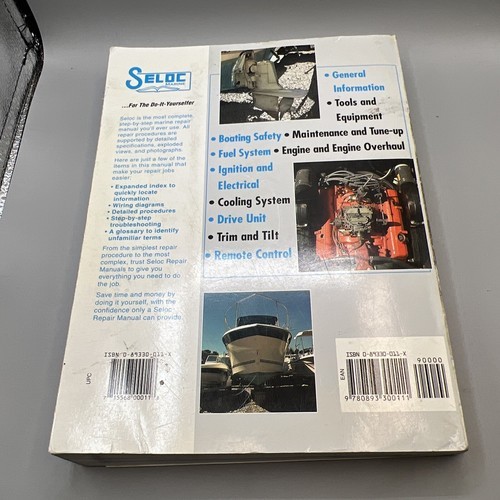 SELOC
MARINE
...For The Do-It-Yourselfer
Seloc is the most complete,
step-by-step marine repair
manual you'll ever use. All
repair procedures are
supported by detailed
specifications, exploded
views, and photographs.
Here are just a few of the
items in this manual that
make your repair jobs
easier:
• Expanded index to
quickly locate
information
• Wiring diagrams
• Detailed procedures
• Step-by-step
troubleshooting
• A glossary to identify
unfamiliar terms
From the simplest repair
procedure to the most
complex, trust Seloc Repair
Manuals to give you
everything you need to do
the job.
Save time and money by
doing it yourself, with the
confidence only a Seloc
Repair Manual can provide.
• General
Information
• Tools and
Equipment
• Boating Safety • Maintenance and Tune-up
• Fuel System • Engine and Engine Overhaul
• Ignition and
Electrical
• Cooling System
• Drive Unit
• Trim and Tilt
• Remote Control
ISBN 0-89330-011-X
UPC
ISBN 0-89330-011-X
90000
EAN
9 780893 300111